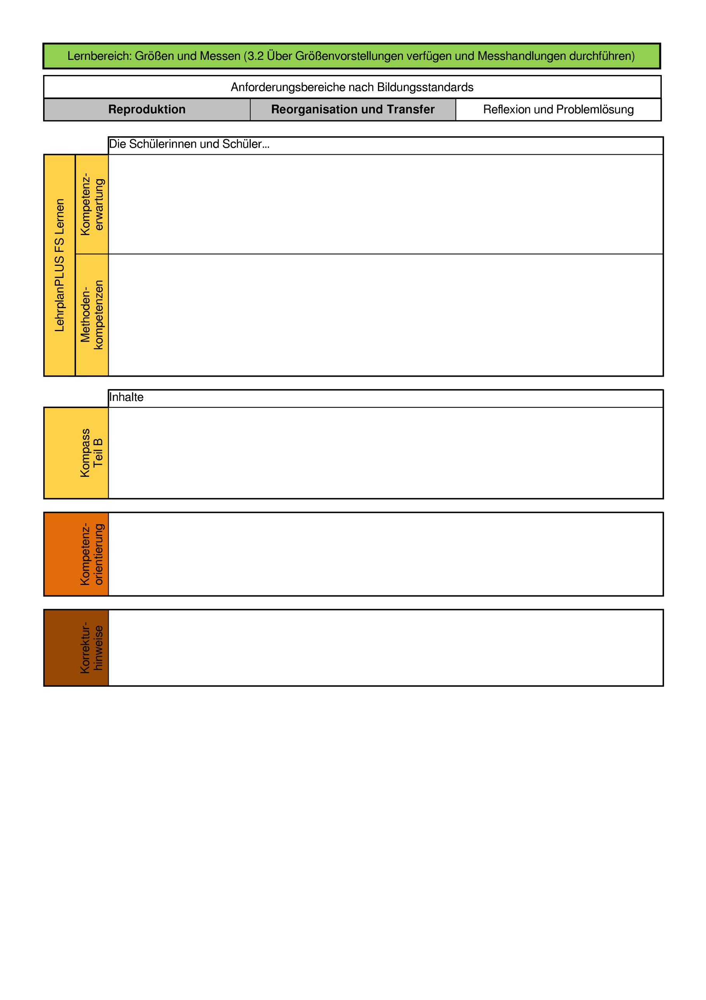 Lernbereich: Größen und Messen (3.2 Über Größenvorstellungen verfügen und Messhandlungen durchführen)
Anforderungsbereiche nach Bildungsstandards
Reproduktion
Reorganisation und Transfer
Reflexion und Problemlösung
Die Schülerinnen und Schüler...
LehrplanPLUS FS Lernen
Kompetenz-
erwartung
Methoden-
kompetenzen
Inhalte
Kompass
Teil B
Kompetenz-
orientierung
Korrektur-
hinweise